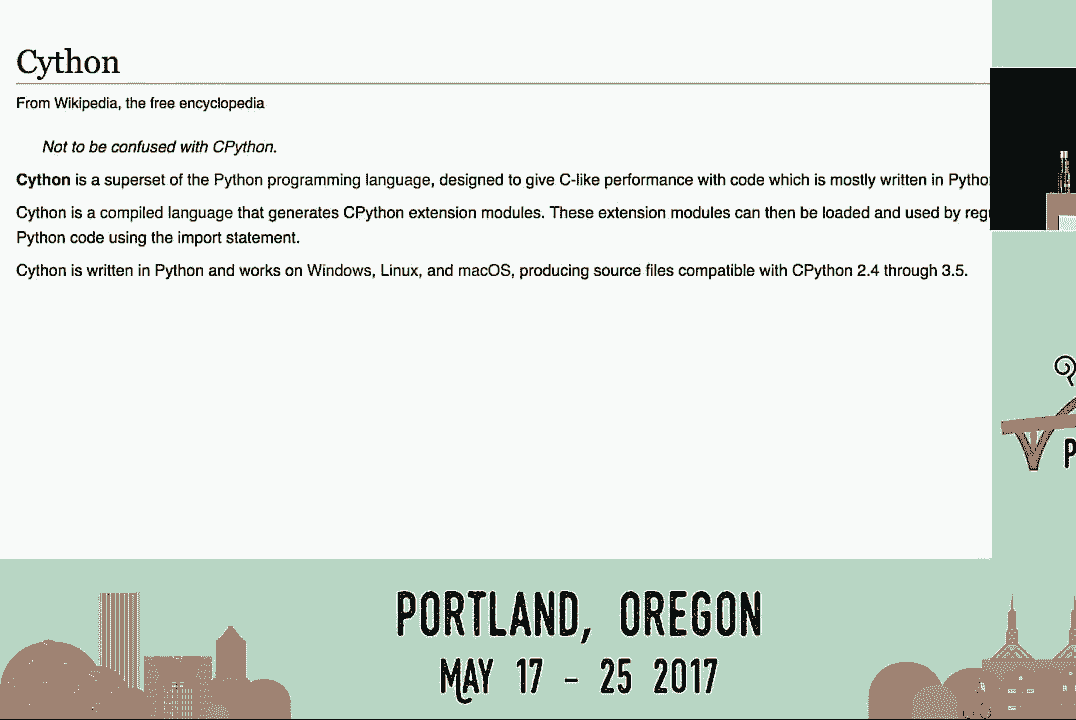 Cython
From Wikipedia, the free encyclopedia
Not to be confused with CPython.
Cython is a superset of the Python programming language, designed to give C-like performance with code which is mostly written in Pytho
Cython is a compiled language that generates CPython extension modules. These extension modules can then be loaded and used by reg
Python code using the import statement.
Cython is written in Python and works on Windows, Linux, and macOS, producing source files compatible with CPython 2.4 through 3.5.
P
PORTLAND, OREGON
MAY 17 - 25 2017